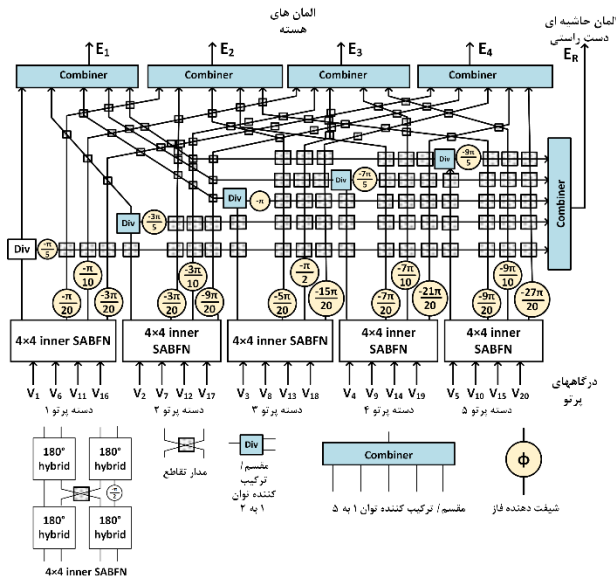 المان های
هسته
المان حاشیه ای
دست راستی
E₁ E₂ E₃ E₄ E_R
Combiner Combiner Combiner Combiner
Div -9π/5
Div -7π/5
Div -π
Div -3π/5
Div -π/5
Combiner
-π/20 -π/10 -3π/20 -3π/20 -3π/10 -9π/20 -5π/20 -π/2 -15π/20 -7π/20 -7π/10 -21π/20 -9π/20 -9π/10 -27π/20
4×4 inner SABFN 4×4 inner SABFN 4×4 inner SABFN 4×4 inner SABFN 4×4 inner SABFN
V₁ V₆ V₁₁ V₁₆ V₂ V₇ V₁₂ V₁₇ V₃ V₈ V₁₃ V₁₈ V₄ V₉ V₁₄ V₁₉ V₅ V₁₀ V₁₅ V₂₀
درگاههای
پرتو
دسته پرتو ۱ دسته پرتو ۲ دسته پرتو ۳ دسته پرتو ۴ دسته پرتو ۵
180° hybrid 180° hybrid
-π/2
180° hybrid 180° hybrid
4×4 inner SABFN
مدار تقاطع
Div
مقسم/
ترکیب
کننده توان
۱ به ۲
Combiner
مقسم/ ترکیب کننده توان ۱ به ۵
ϕ
شیفت دهنده فاز